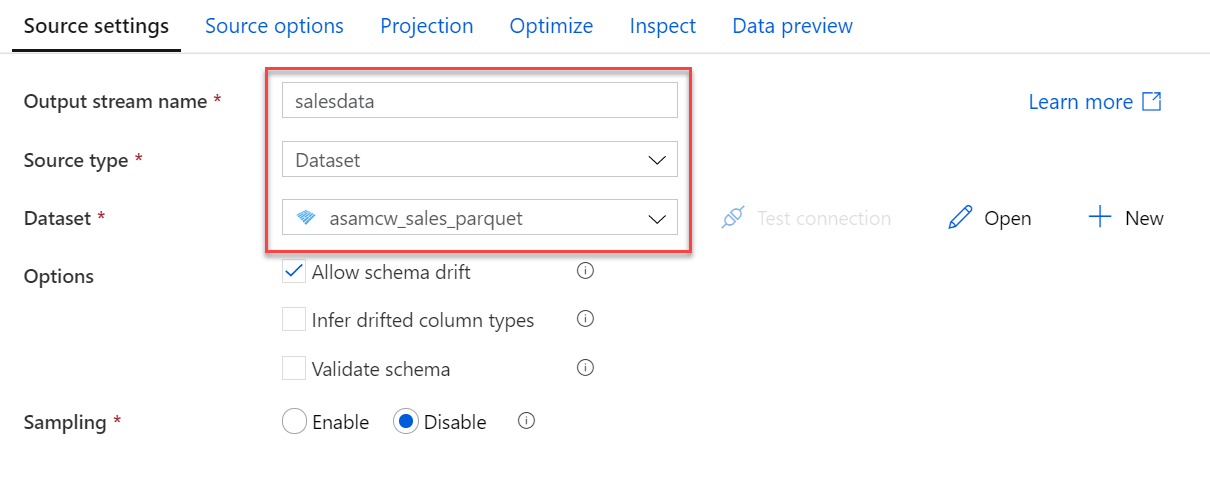 Source settings Source options Projection Optimize Inspect Data preview
Output stream name * salesdata Learn more
Source type * Dataset
Dataset * asamcw_sales_parquet Test connection Open New
Options Allow schema drift
Infer drifted column types
Validate schema
Sampling * Enable Disable